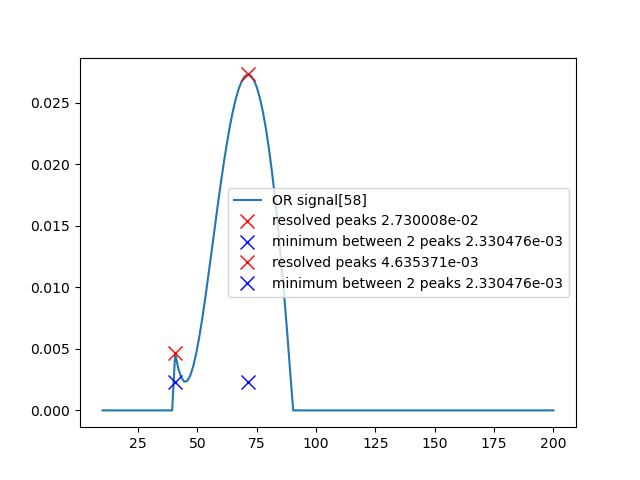 0.025
0.020
0.015
0.010
0.005
0.000
OR signal[58]
resolved peaks 2.730008e-02
minimum between 2 peaks 2.330476e-03
resolved peaks 4.635371e-03
minimum between 2 peaks 2.330476e-03
25 50 75 100 125 150 175 200